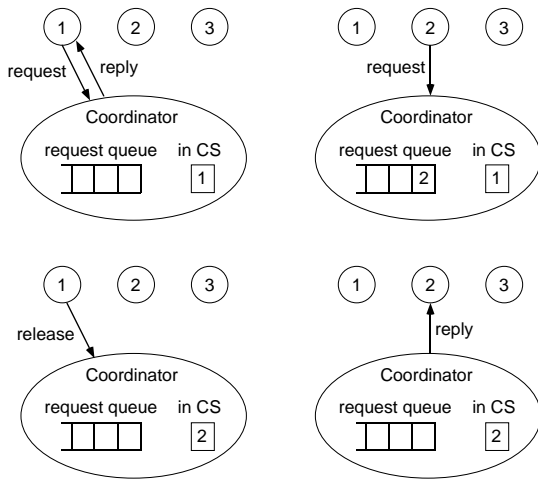 1 2 3
request reply
Coordinator
request queue in CS
1
1 2 3
request
Coordinator
request queue in CS
2 1
1 2 3
release
Coordinator
request queue in CS
2
1 2 3
reply
Coordinator
request queue in CS
2